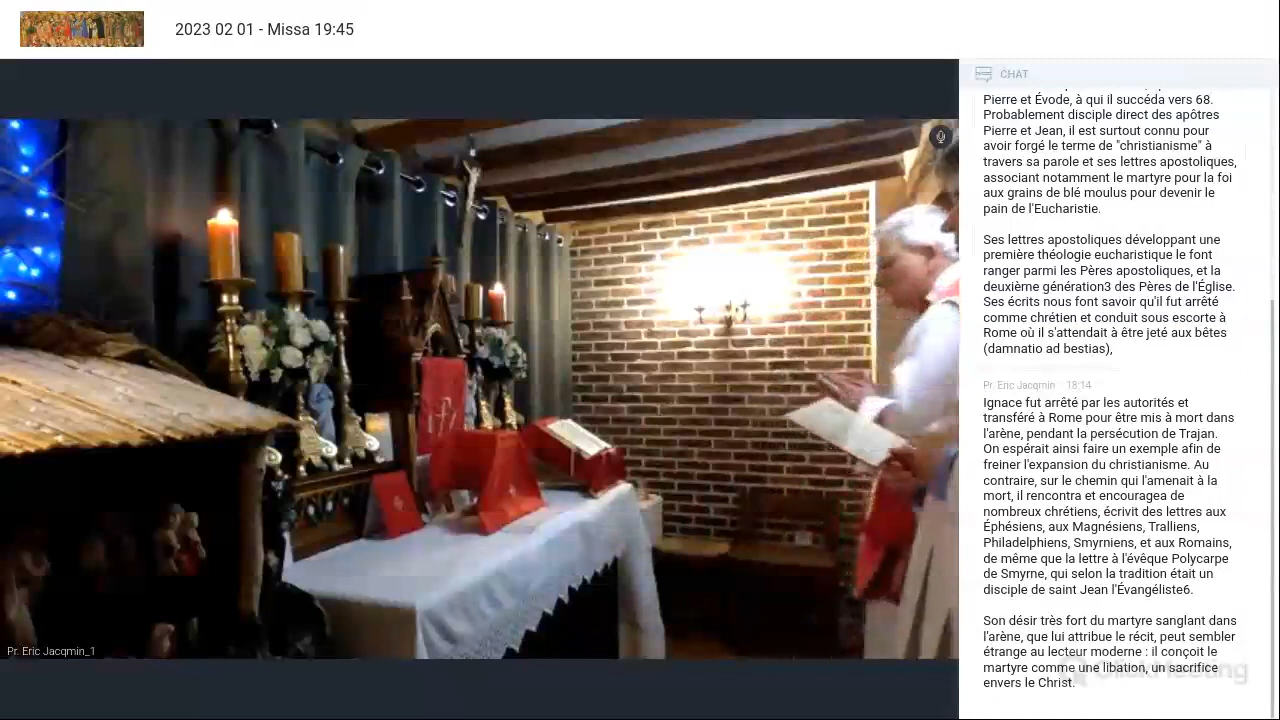 2023 02 01 - Missa 19:45
CHAT
Pierre et Évode, à qui il succéda vers 68.
Probablement disciple direct des apôtres
Pierre et Jean, il est surtout connu pour
avoir forgé le terme de "christianisme" à
travers sa parole et ses lettres apostoliques,
associant notamment le martyre pour la foi
aux grains de blé moulus pour devenir le
pain de l'Eucharistie.
Ses lettres apostoliques développant une
première théologie eucharistique le font
ranger parmi les Pères apostoliques, et la
deuxième génération3 des Pères de l'Église.
Ses écrits nous font savoir qu'il fut arrêté
comme chrétien et conduit sous escorte à
Rome où il s'attendait à être jeté aux bêtes
(damnatio ad bestias),
Pr. Eric Jacqmin 18:14
Ignace fut arrêté par les autorités et
transféré à Rome pour être mis à mort dans
l'arène, pendant la persécution de Trajan.
On espérait ainsi faire un exemple afin de
freiner l'expansion du christianisme. Au
contraire, sur le chemin qui l'amenait à la
mort, il rencontra et encouragea de
nombreux chrétiens, écrivit des lettres aux
Éphésiens, aux Magnésiens, Tralliens,
Philadelphiens, Smyrniens, et aux Romains,
de même que la lettre à l'évêque Polycarpe
de Smyrne, qui selon la tradition était un
disciple de saint Jean l'Évangéliste6.
Son désir très fort du martyre sanglant dans
l'arène, que lui attribue le récit, peut sembler
étrange au lecteur moderne : il conçoit le
martyre comme une libation, un sacrifice
envers le Christ.
ClickMeeting
Pr. Eric Jacqmin_1